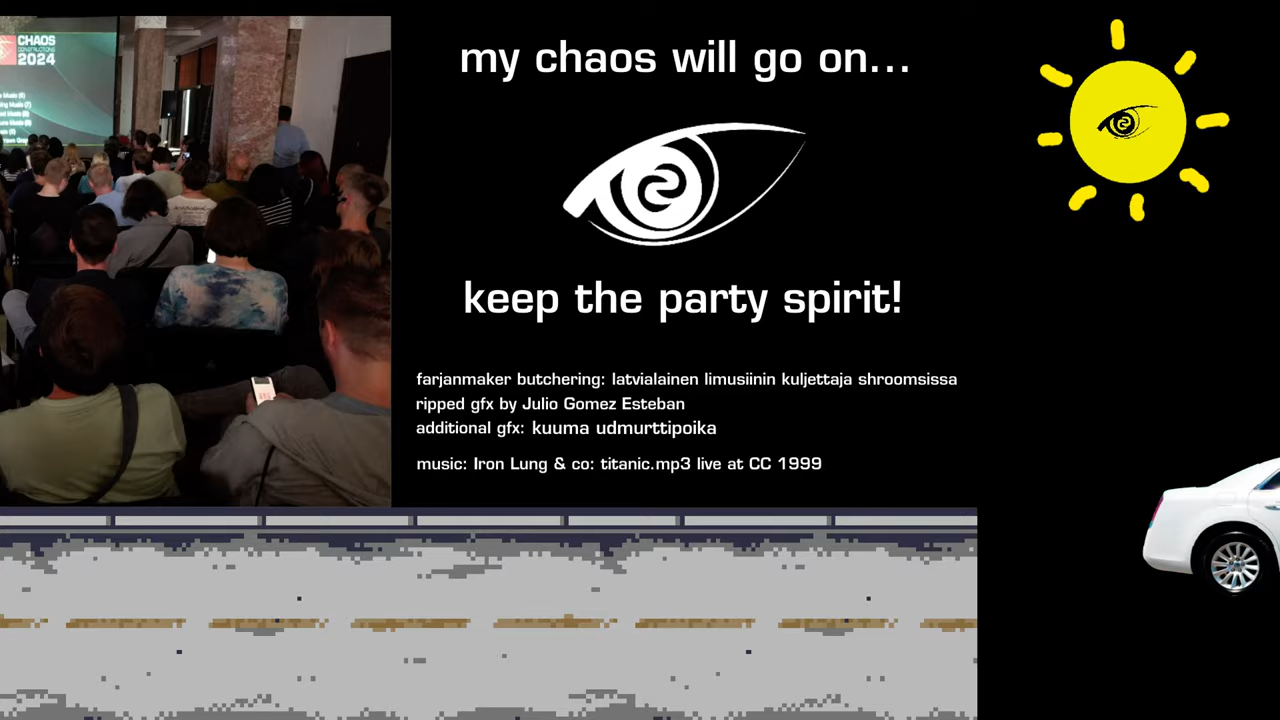 CHAOS
CONSTRUCTIONS
2024
my chaos will go on...
keep the party spirit!
farjanmaker butchering: latvialainen limusiinin kuljettaja shroomsissa
ripped gfx by Julio Gomez Esteban
additional gfx: kuuma udmurttipoika
music: Iron Lung & co: titanic.mp3 live at CC 1999